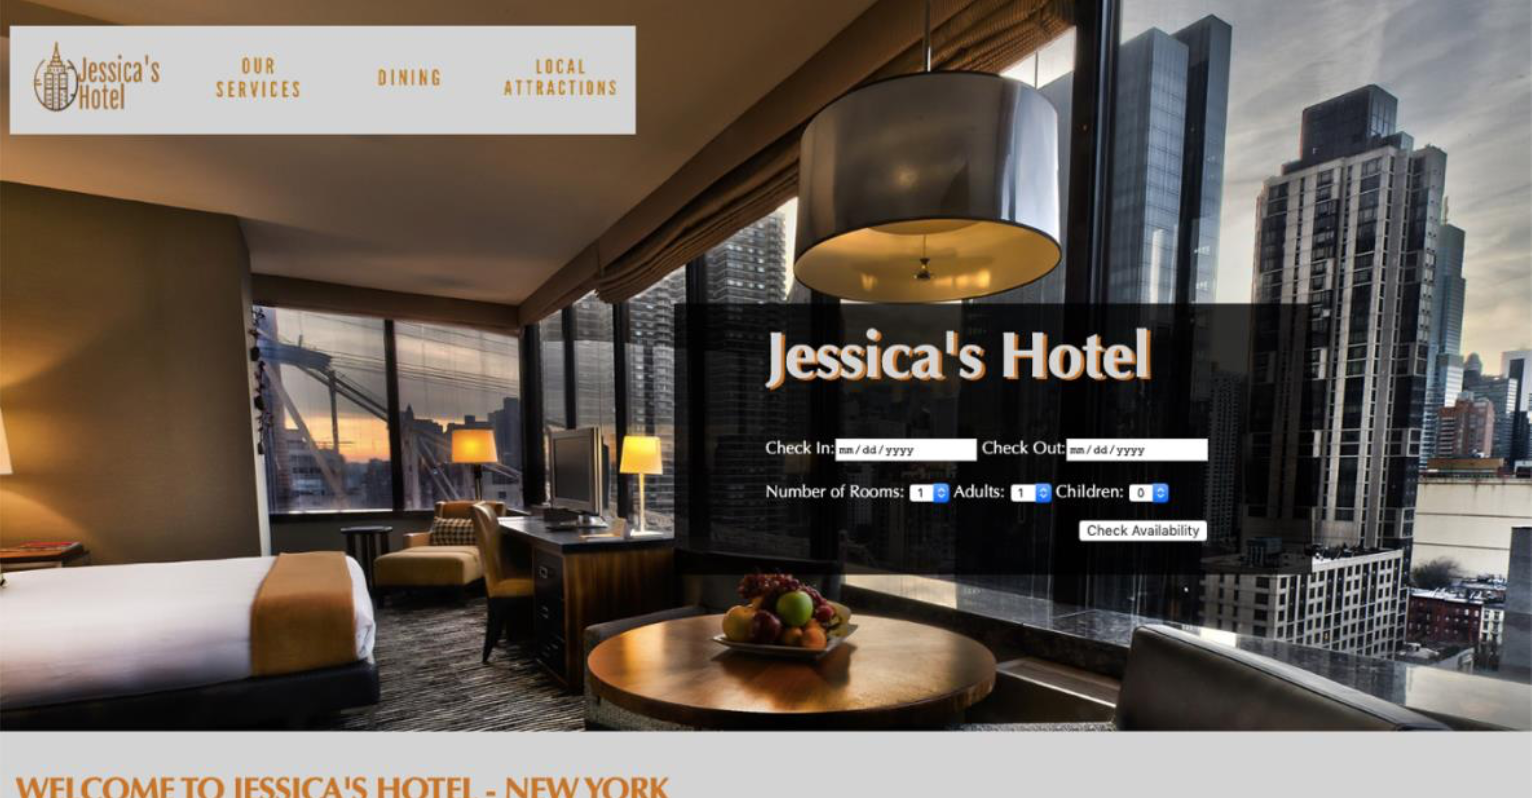 Jessica's
Hotel
OUR
SERVICES
DINING
LOCAL
ATTRACTIONS
Jessica's Hotel
Check In: mm/dd/yyyy Check Out: mm/dd/yyyy
Number of Rooms: 1 Adults: 1 Children: 0
Check Availability
WELCOME TO JESSICA'S HOTEL - NEW YORK